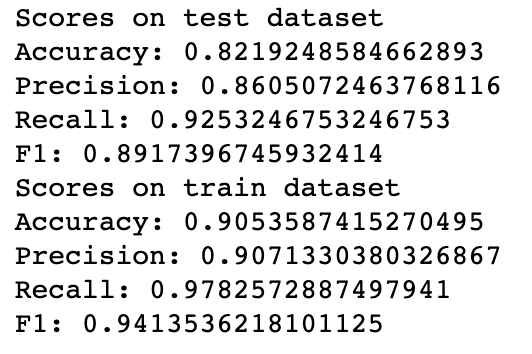 Scores on test dataset
Accuracy: 0.8219248584662893
Precision: 0.8605072463768116
Recall: 0.9253246753246753
F1: 0.8917396745932414
Scores on train dataset
Accuracy: 0.9053587415270495
Precision: 0.9071330380326867
Recall: 0.9782572887497941
F1: 0.9413536218101125